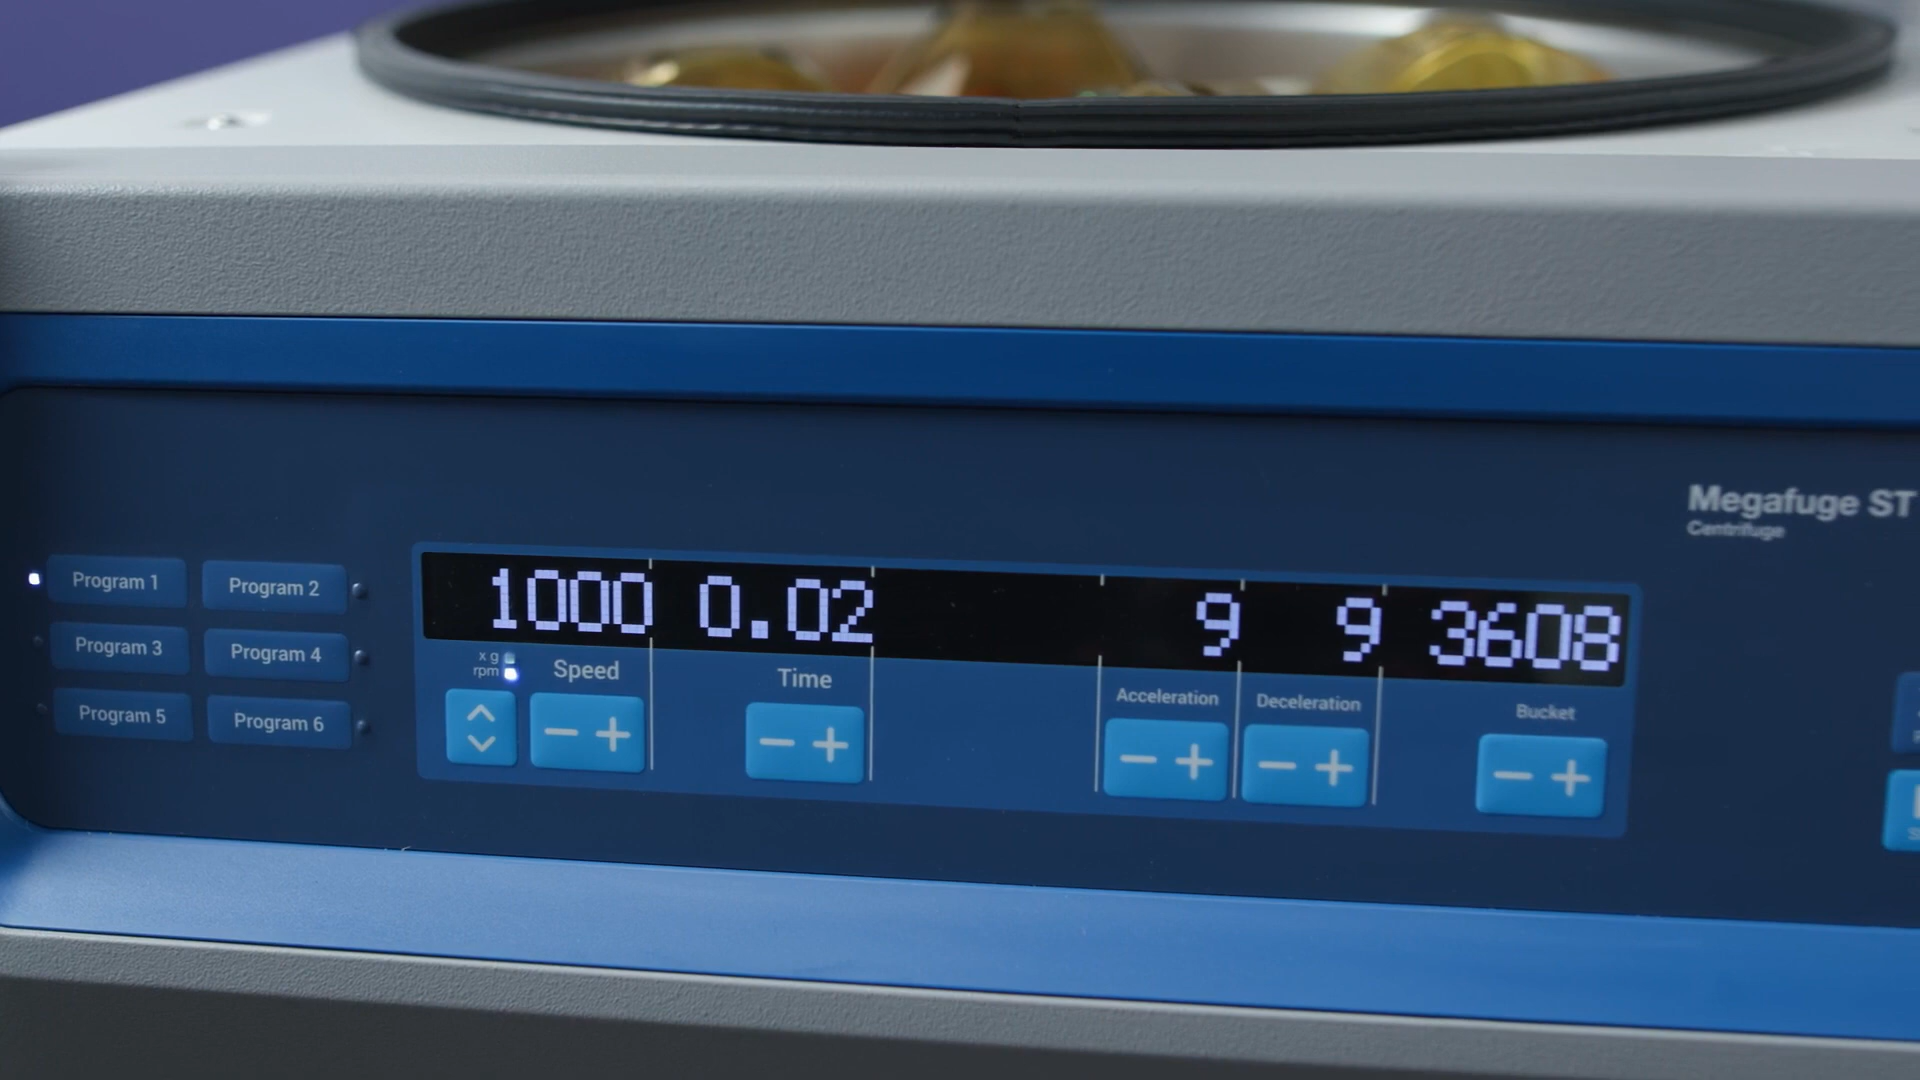 Megafuge ST
Centrifuge
Program 1
Program 2
Program 3
Program 4
Program 5
Program 6
1000 0.02 9 9 3608
x g
rpm
Speed
Time
Acceleration
Deceleration
Bucket
− +
− +
− +
− +
− +